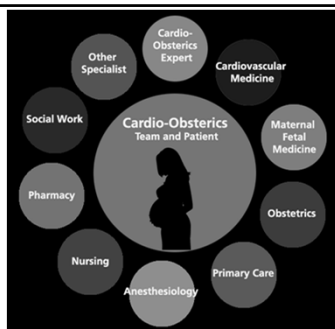 Cardio-
Obsterics
Expert
Cardiovascular
Medicine
Maternal
Fetal
Medicine
Obstetrics
Primary Care
Anesthesiology
Nursing
Pharmacy
Social Work
Other
Specialist
Cardio-Obsterics
Team and Patient